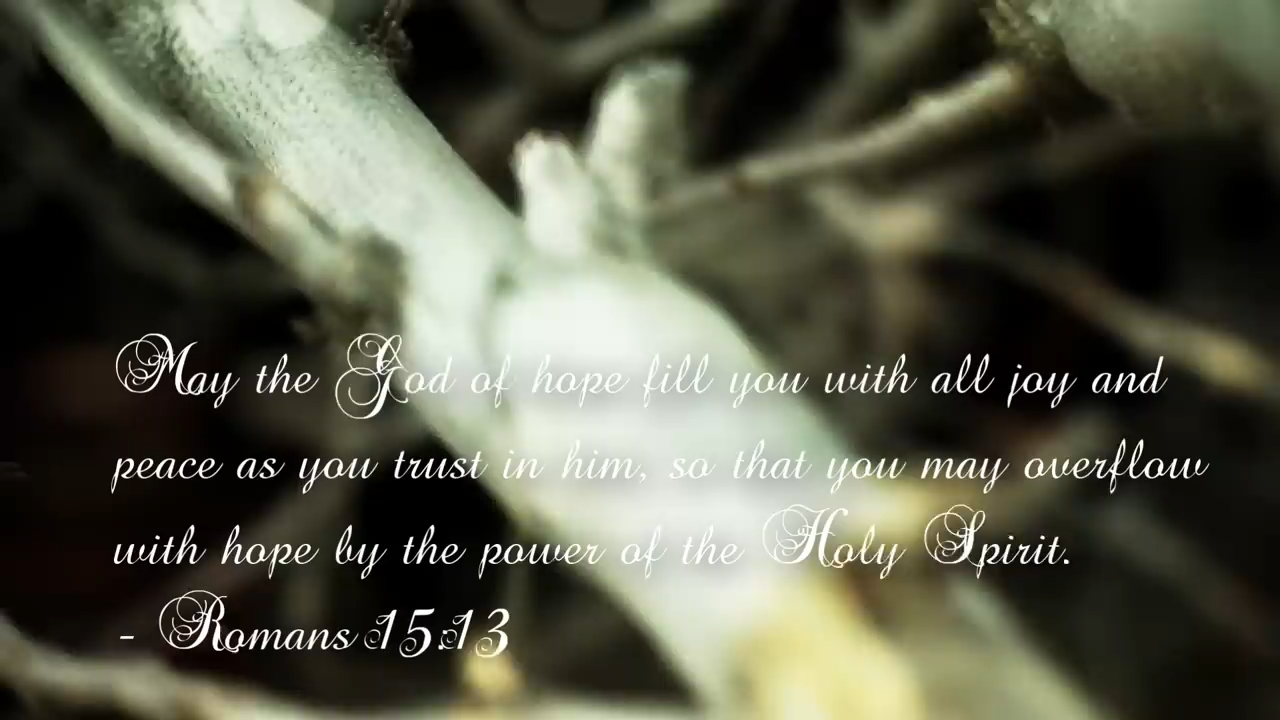 May the God of hope fill you with all joy and
peace as you trust in him, so that you may overflow
with hope by the power of the Holy Spirit.
- Romans 15:13